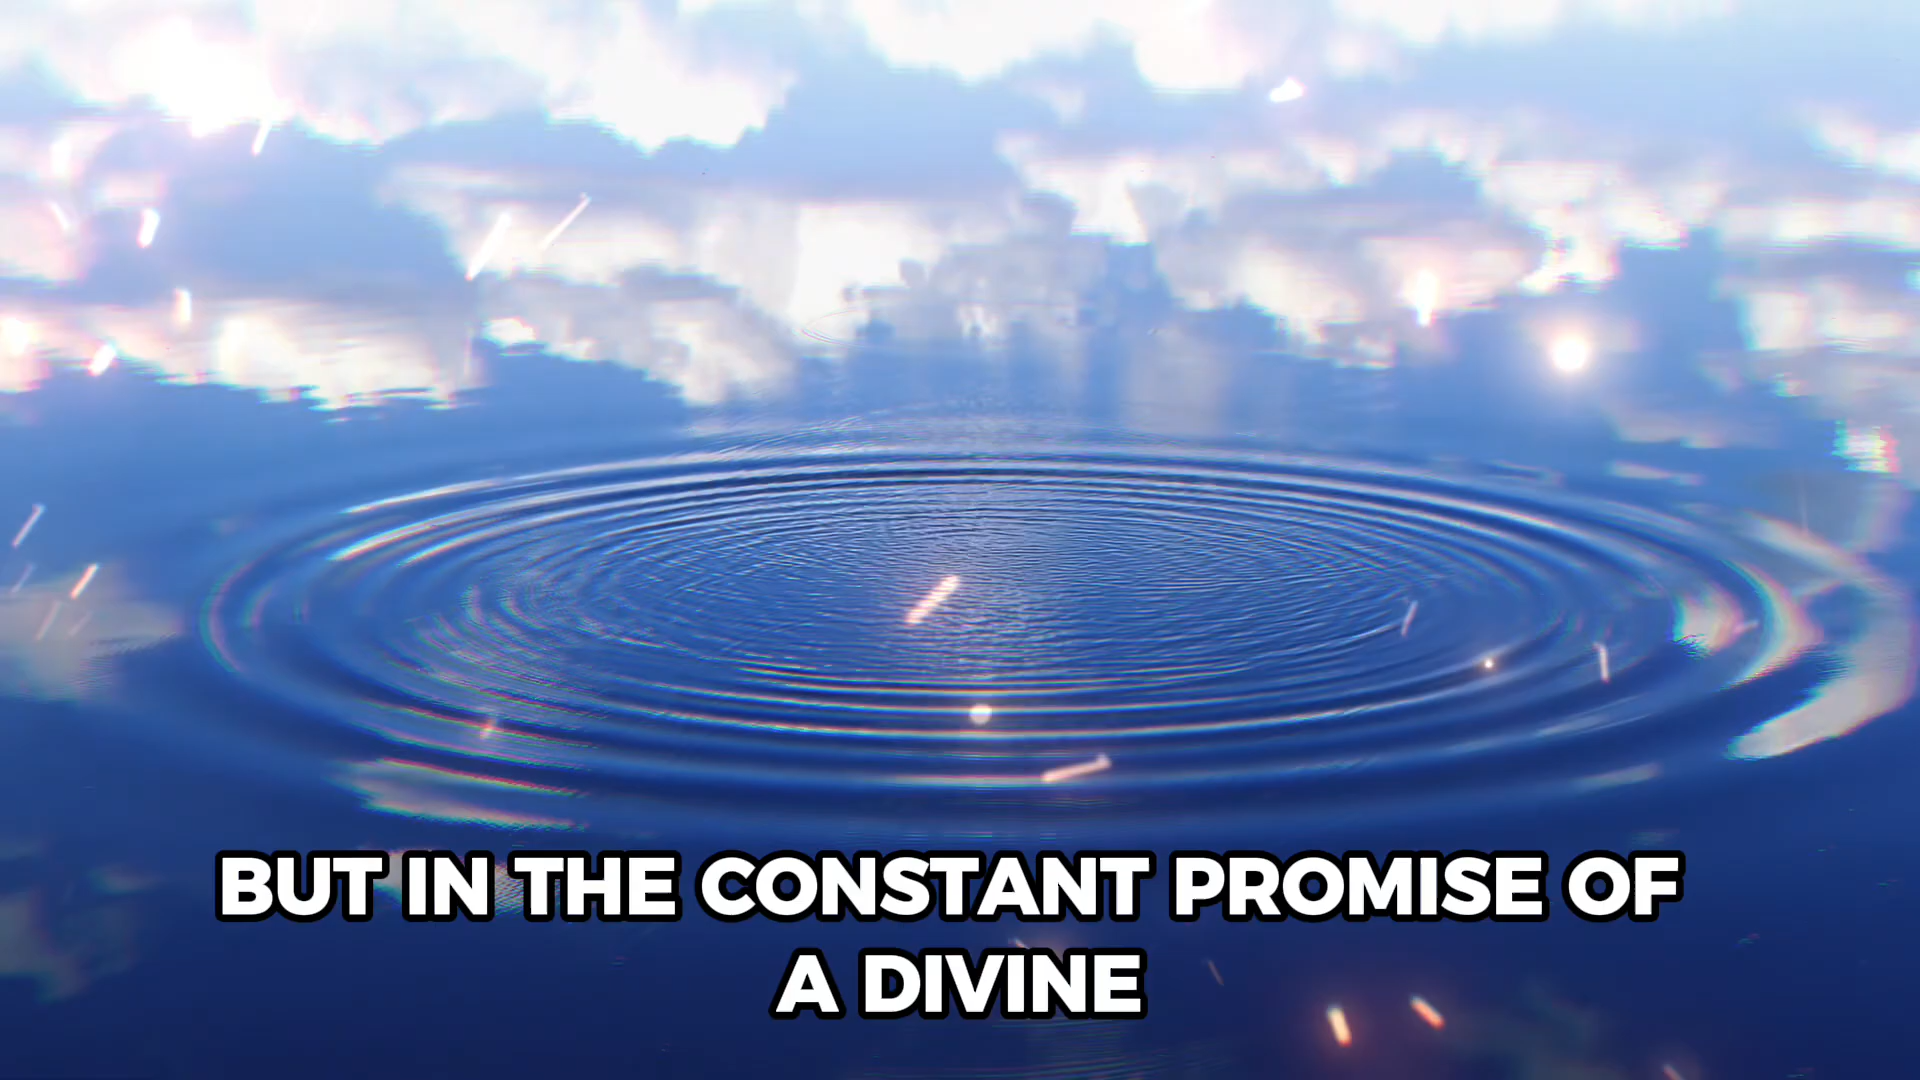 BUT IN THE CONSTANT PROMISE OF
A DIVINE